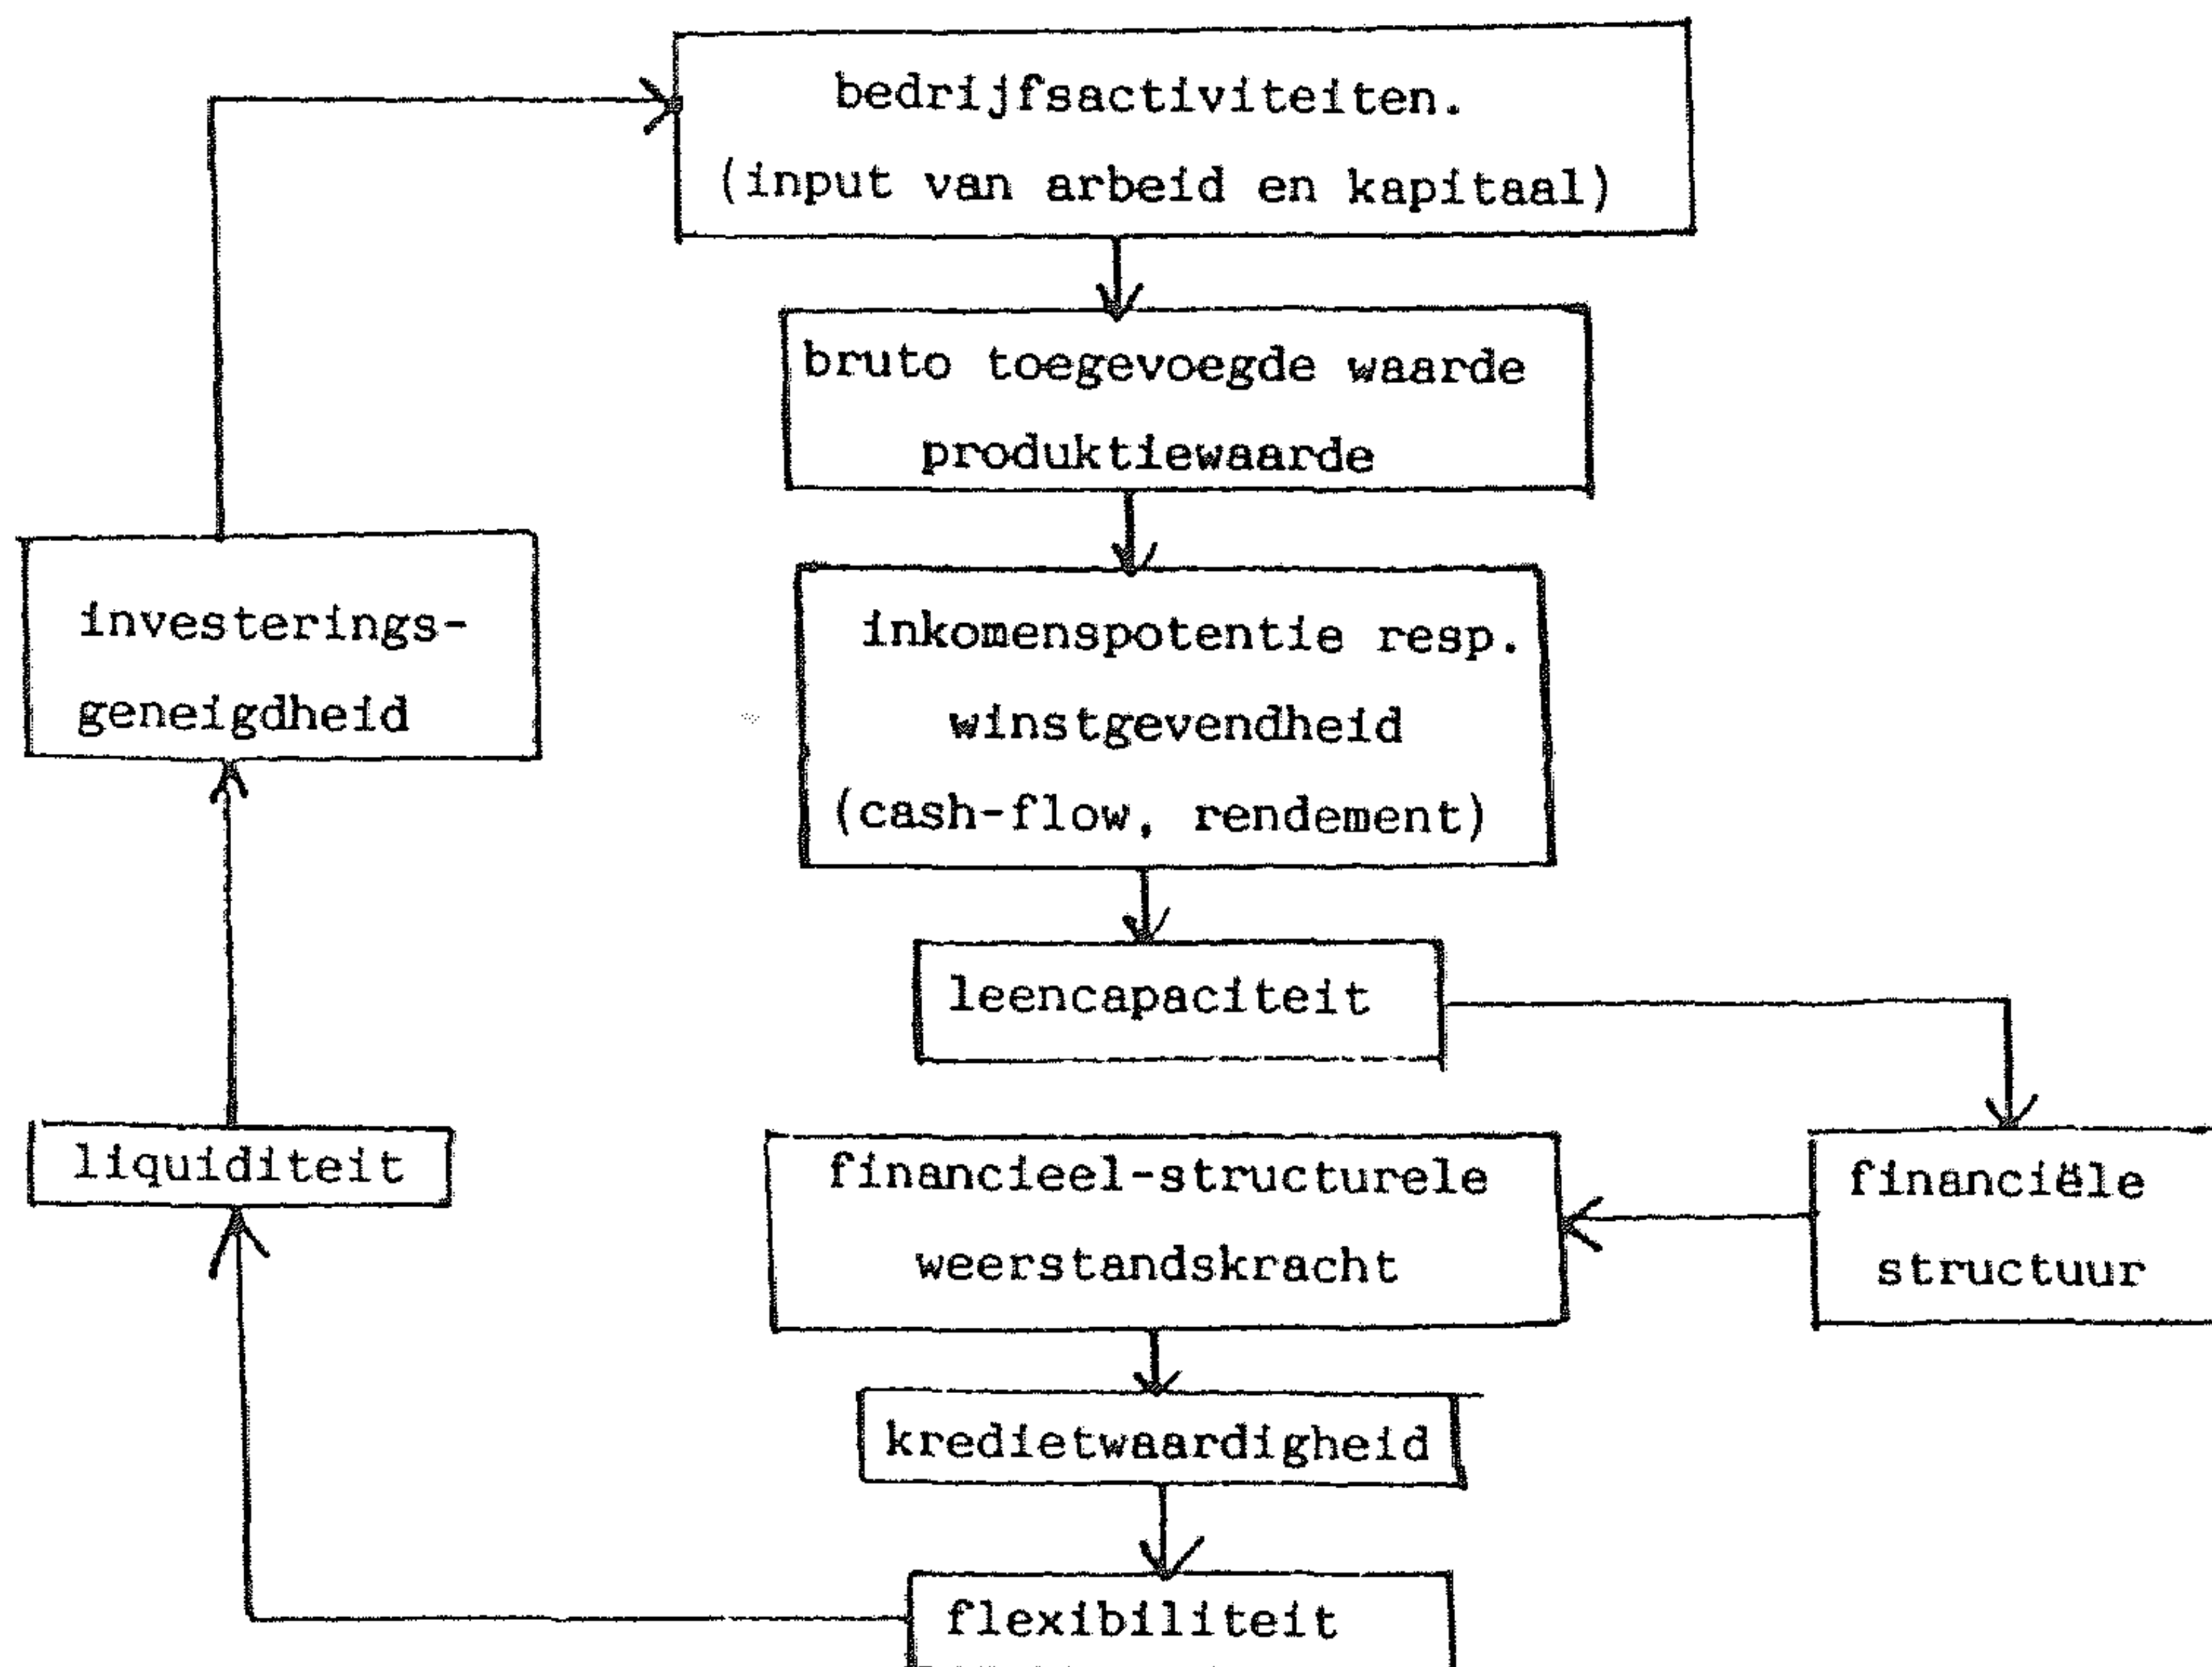 bedrijfsactiviteiten.
(input van arbeid en kapitaal)
bruto toegevoegde waarde
produktiewaarde
inkomenspotentie resp.
winstgevendheid
(cash-flow, rendement)
leencapaciteit
financiële
structuur
financieel-structurele
weerstandskracht
kredietwaardigheid
flexibiliteit
liquiditeit
investerings-
geneigdheid